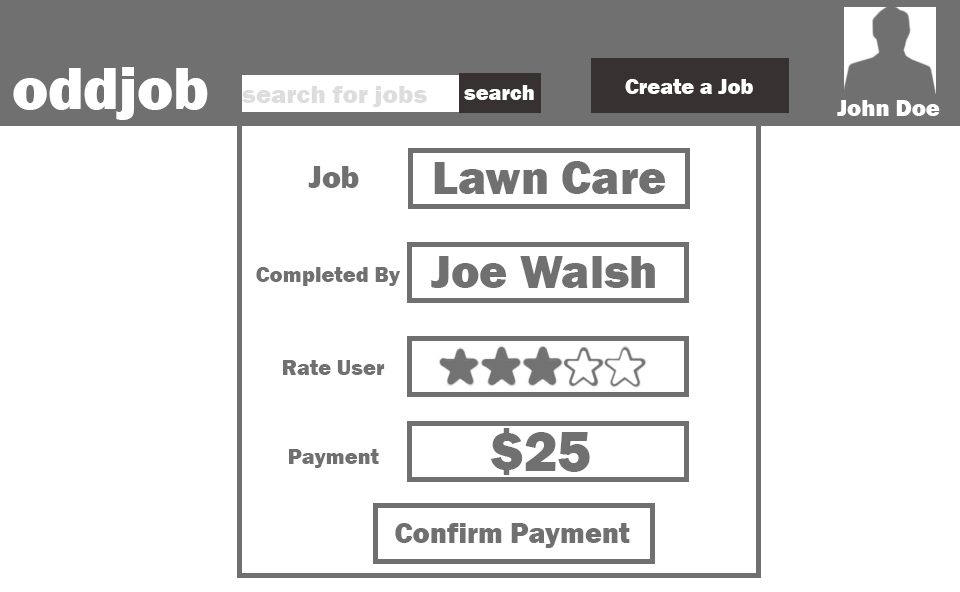 oddjob
search for jobs
search
Create a Job
John Doe
Job
Lawn Care
Completed By
Joe Walsh
Rate User
Payment
$25
Confirm Payment